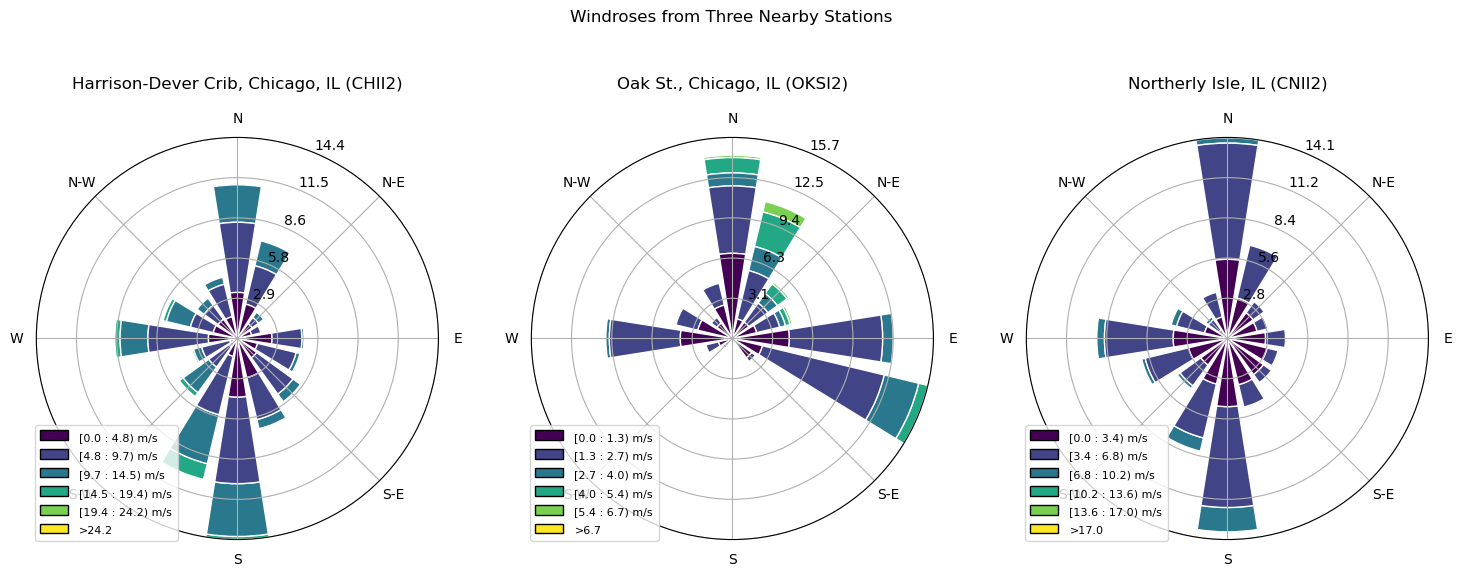 Windroses from Three Nearby Stations
Harrison-Dever Crib, Chicago, IL (CHII2)
N
N-W
N-E
W
E
S-E
S
14.4
11.5
8.6
5.8
2.9
[0.0 : 4.8) m/s
[4.8 : 9.7) m/s
[9.7 : 14.5) m/s
[14.5 : 19.4) m/s
[19.4 : 24.2) m/s
>24.2
Oak St., Chicago, IL (OKSI2)
N
N-W
N-E
W
E
S-E
S
15.7
12.5
9.4
6.3
3.1
[0.0 : 1.3) m/s
[1.3 : 2.7) m/s
[2.7 : 4.0) m/s
[4.0 : 5.4) m/s
[5.4 : 6.7) m/s
>6.7
Northerly Isle, IL (CNII2)
N
N-W
N-E
W
E
S-E
S
14.1
11.2
8.4
5.6
2.8
[0.0 : 3.4) m/s
[3.4 : 6.8) m/s
[6.8 : 10.2) m/s
[10.2 : 13.6) m/s
[13.6 : 17.0) m/s
>17.0